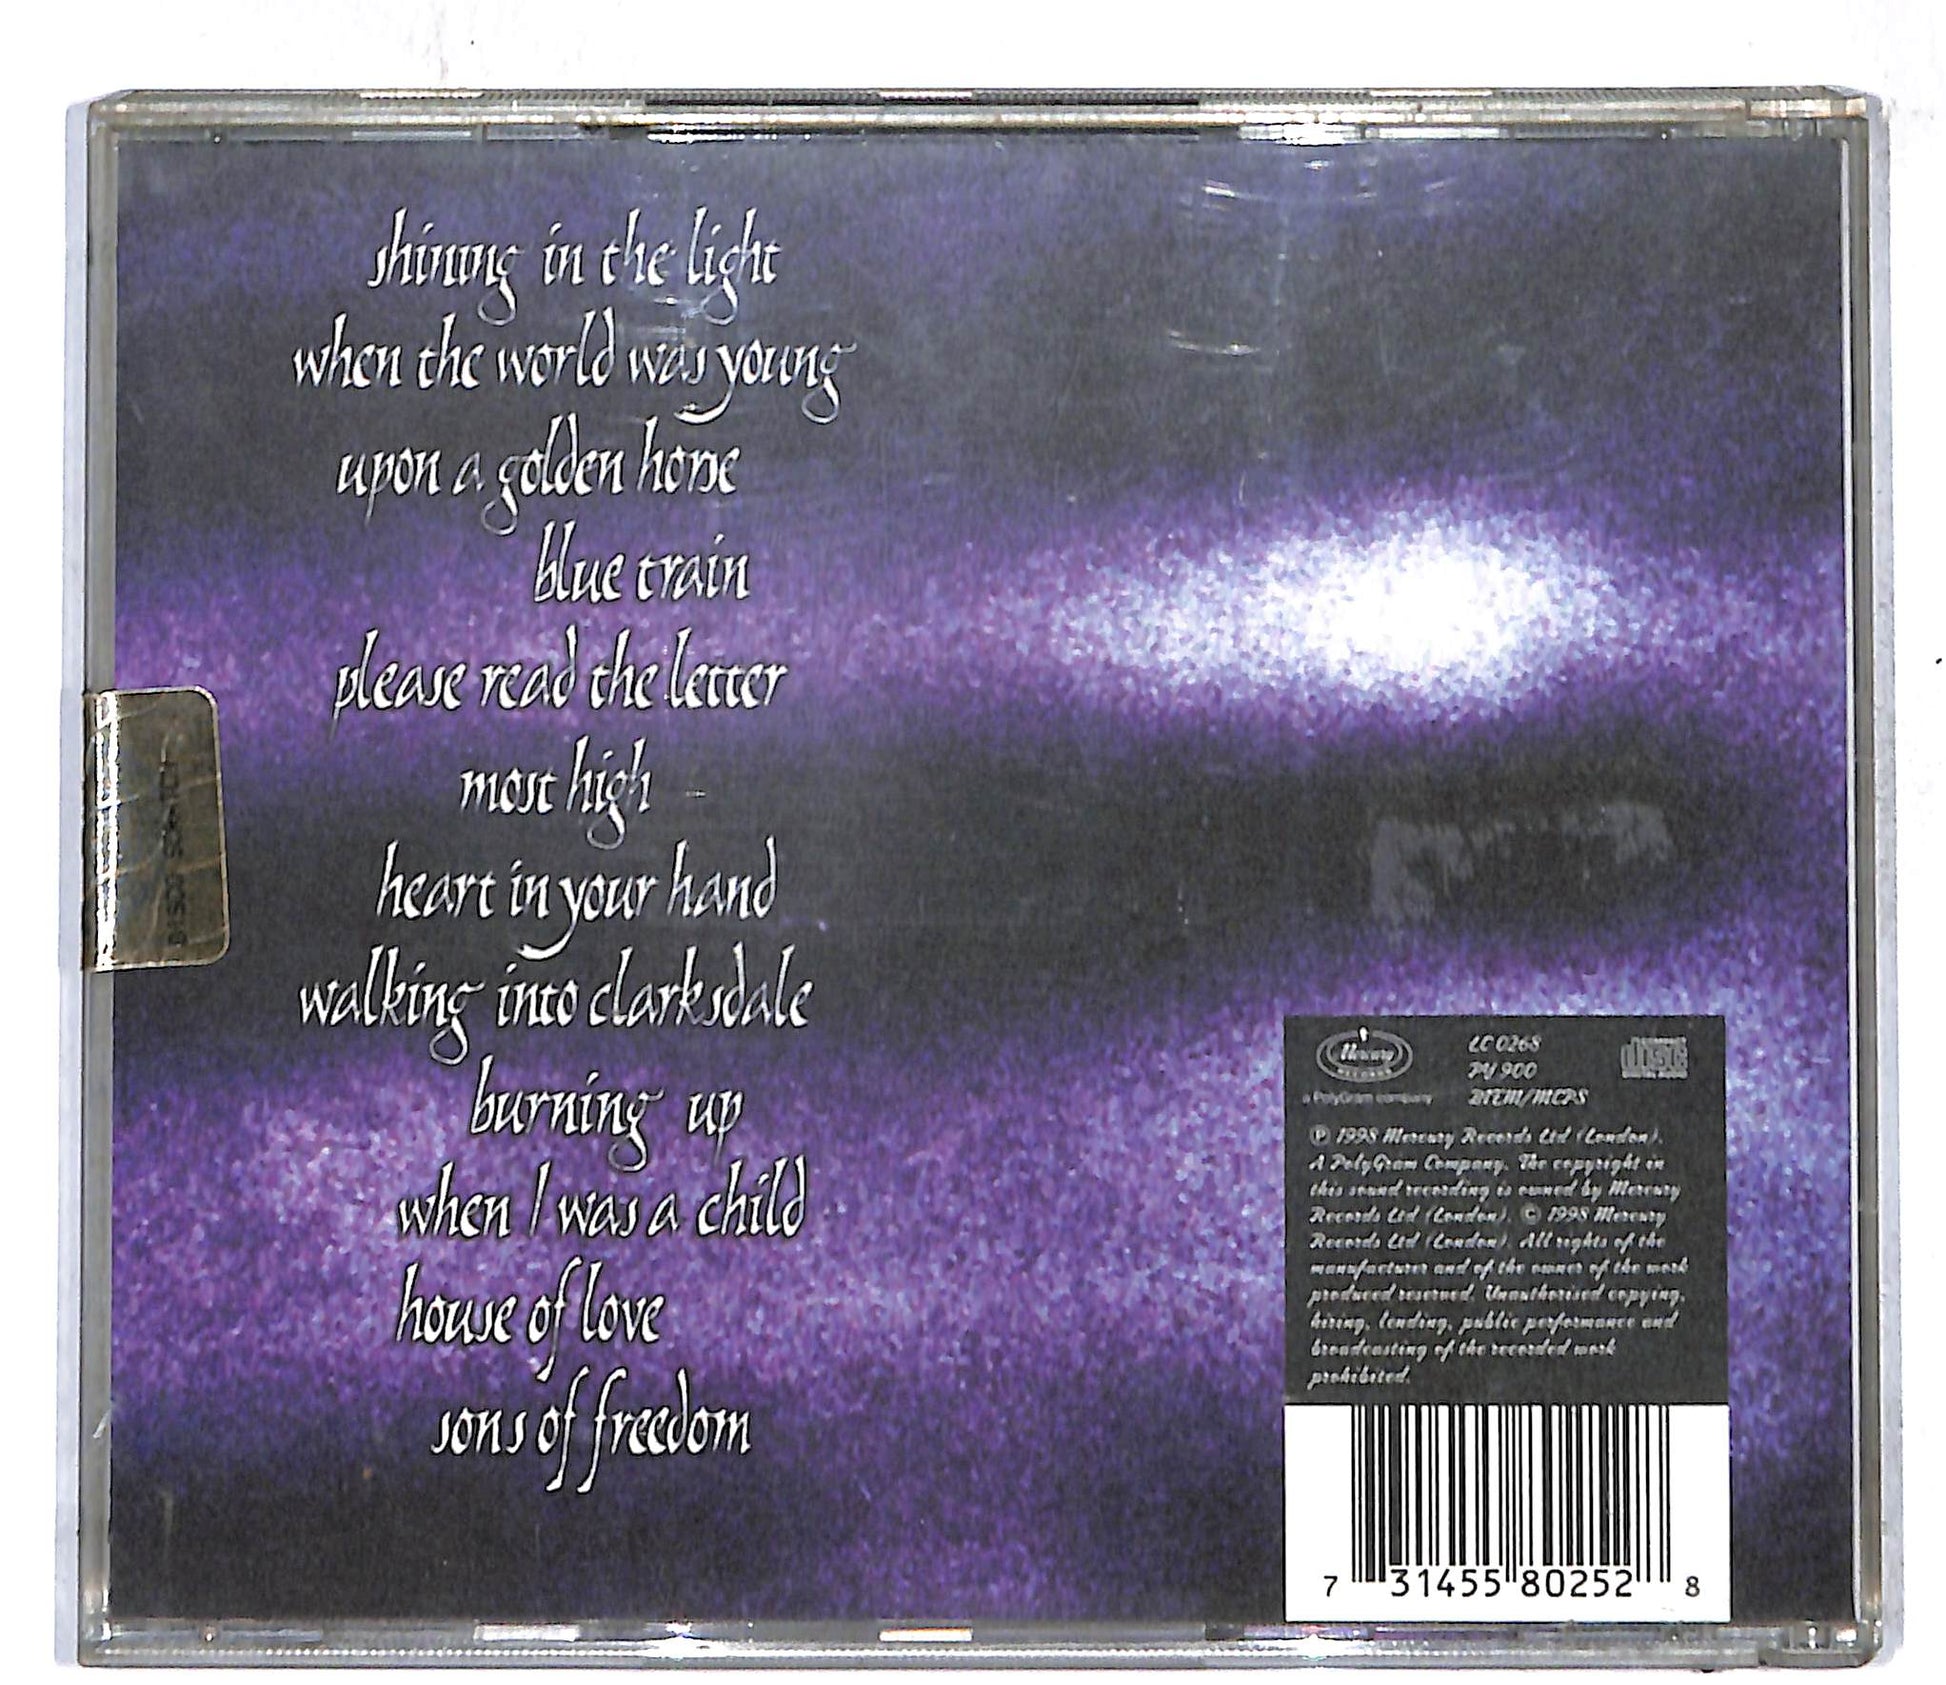 shining in the light
when the world was young
upon a golden horse
blue train
please read the letter
most high
heart in your hand
walking into clarksdale
burning up
when I was a child
house of love
sons of freedom
Mercury
RECORDS
a PolyGram company
LC 0268
PY 900
BIEM/MCPS
disc
DIGITAL AUDIO
℗ 1998 Mercury Records Ltd (London).
A PolyGram Company. The copyright in
this sound recording is owned by Mercury
Records Ltd (London). © 1998 Mercury
Records Ltd (London). All rights of the
manufacturer and of the owner of the work
produced reserved. Unauthorised copying,
hiring, lending, public performance and
broadcasting of the recorded work
prohibited.
7 31455 80252 8